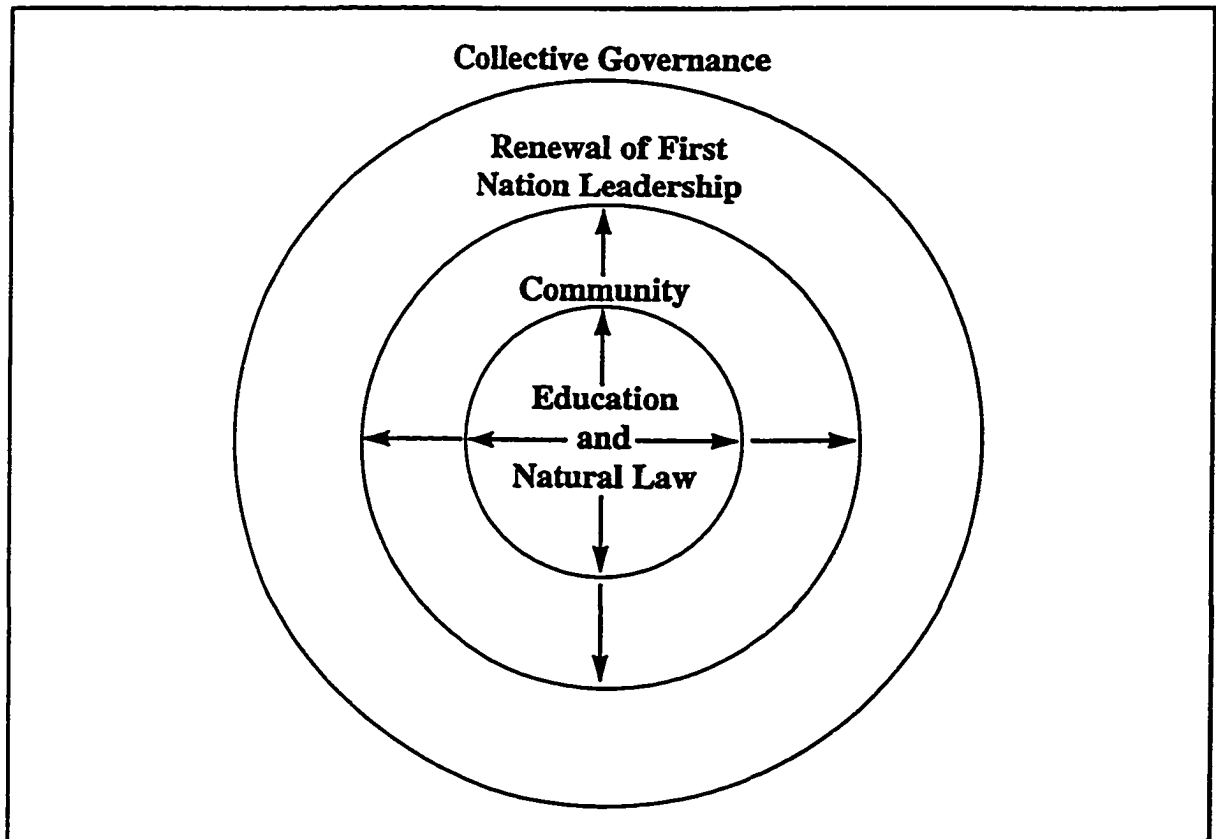 Collective Governance
Renewal of First
Nation Leadership
Community
Education
and
Natural Law